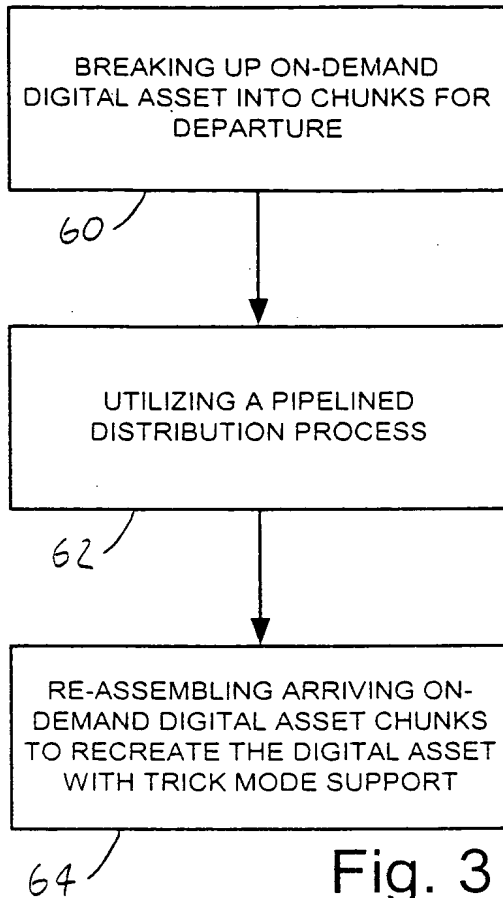 BREAKING UP ON-DEMAND
DIGITAL ASSET INTO CHUNKS FOR
DEPARTURE
60
UTILIZING A PIPELINED
DISTRIBUTION PROCESS
62
RE-ASSEMBLING ARRIVING ON-
DEMAND DIGITAL ASSET CHUNKS
TO RECREATE THE DIGITAL ASSET
WITH TRICK MODE SUPPORT
64
Fig. 3